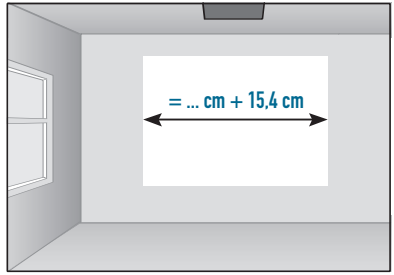 = ... cm + 15,4 cm